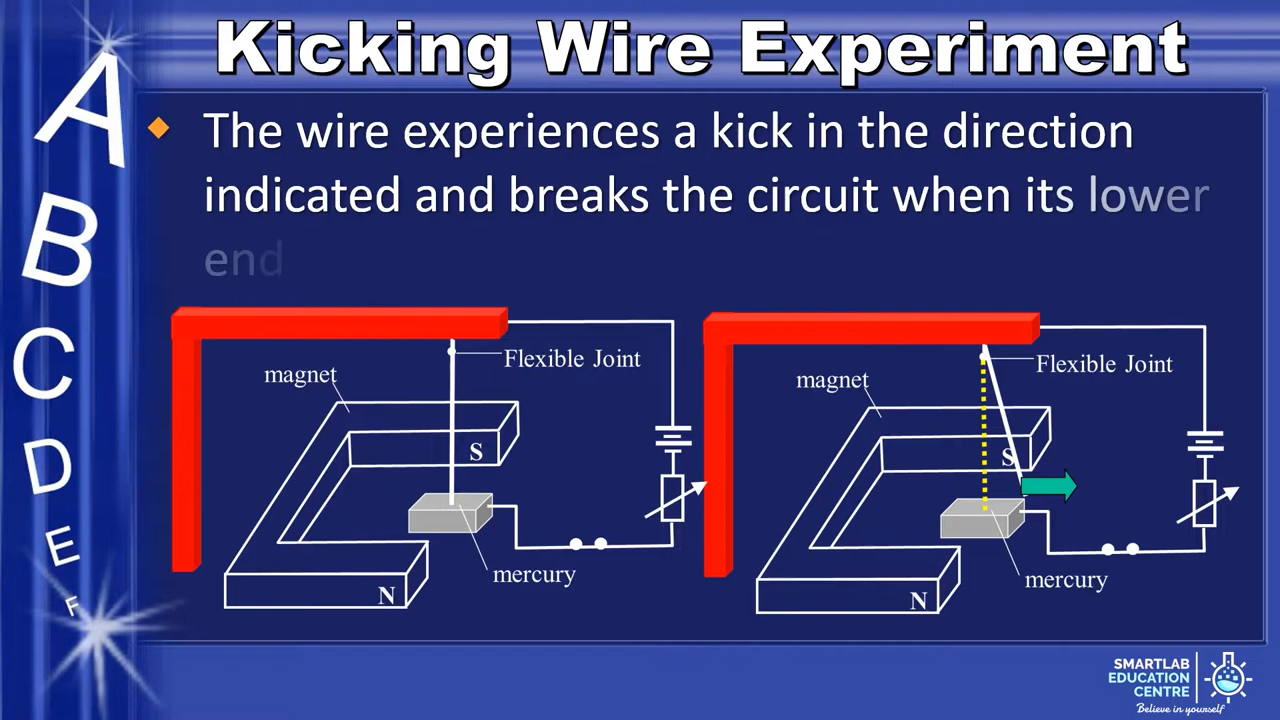 Kicking Wire Experiment
A
B
C
D
E
F
The wire experiences a kick in the direction
indicated and breaks the circuit when its lower
end
Flexible Joint
magnet
S
mercury
N
Flexible Joint
magnet
S
mercury
N
SMARTLAB
EDUCATION
CENTRE
Believe in yourself